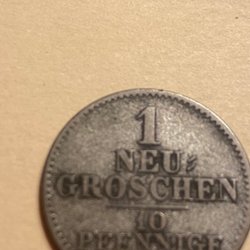 1
NEU-
GROSCHEN
10
PFENNIGE